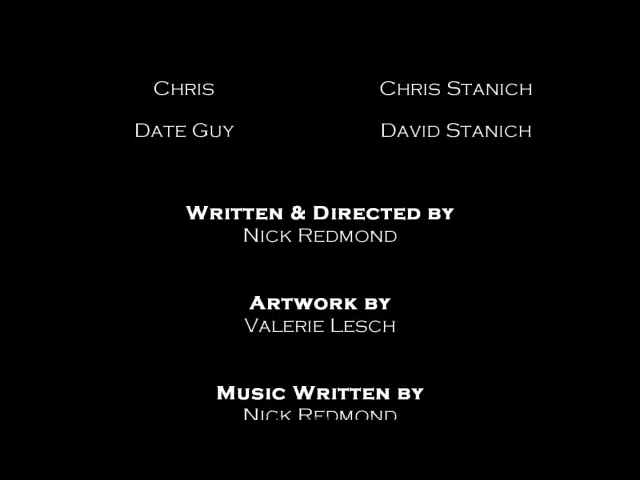 Chris Chris Stanich
Date Guy David Stanich
Written & Directed by
Nick Redmond
Artwork by
Valerie Lesch
Music Written by
Nick Redmond